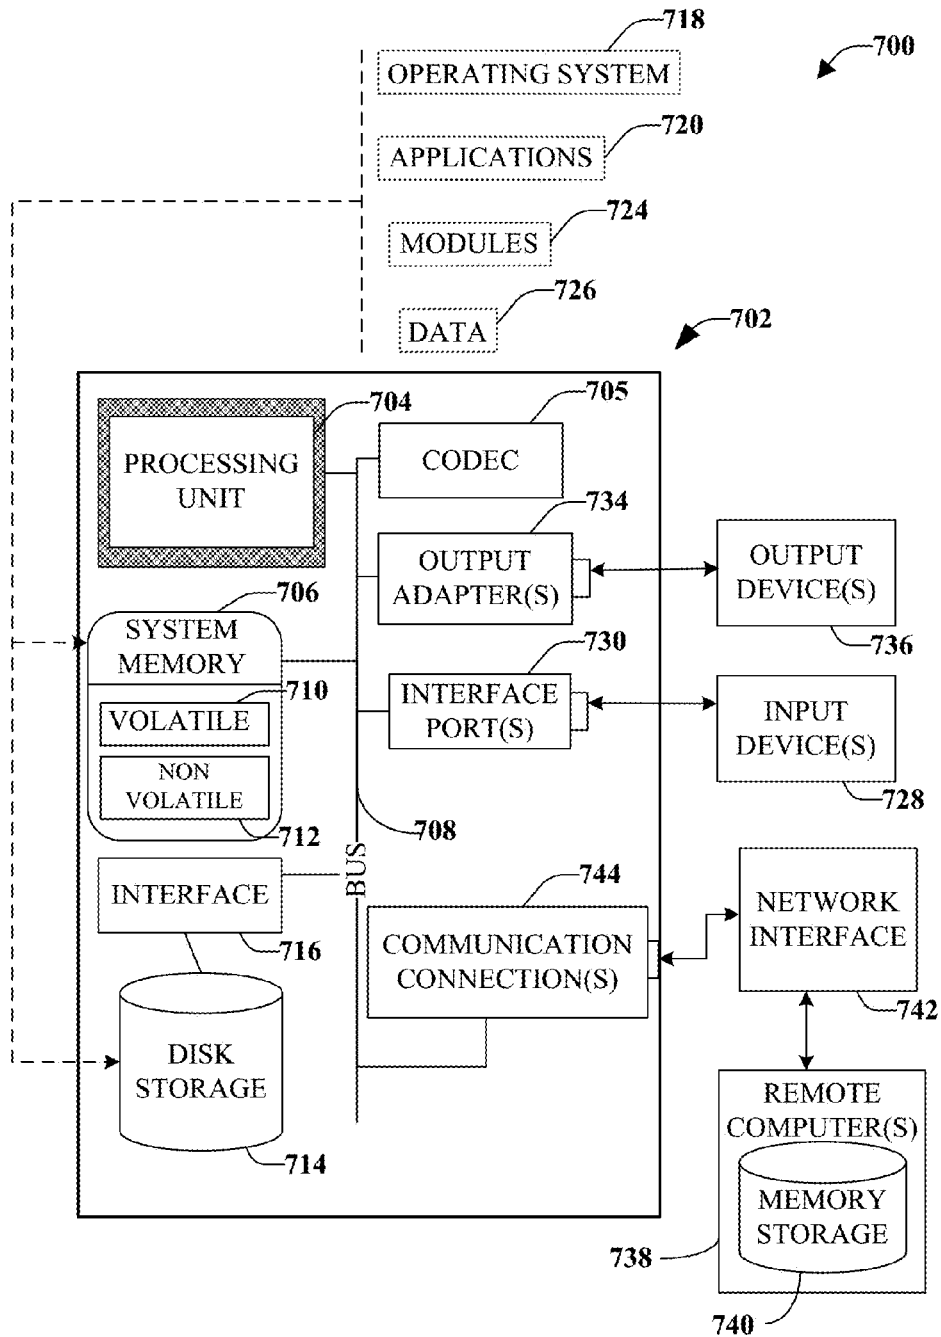 718
700
OPERATING SYSTEM
720
APPLICATIONS
724
MODULES
726
DATA
702
704
705
PROCESSING
UNIT
CODEC
734
OUTPUT
ADAPTER(S)
OUTPUT
DEVICE(S)
736
706
SYSTEM
MEMORY
730
710
VOLATILE
INTERFACE
PORT(S)
INPUT
DEVICE(S)
728
NON
VOLATILE
712
708
BUS
INTERFACE
716
744
COMMUNICATION
CONNECTION(S)
NETWORK
INTERFACE
742
DISK
STORAGE
714
REMOTE
COMPUTER(S)
MEMORY
STORAGE
738
740